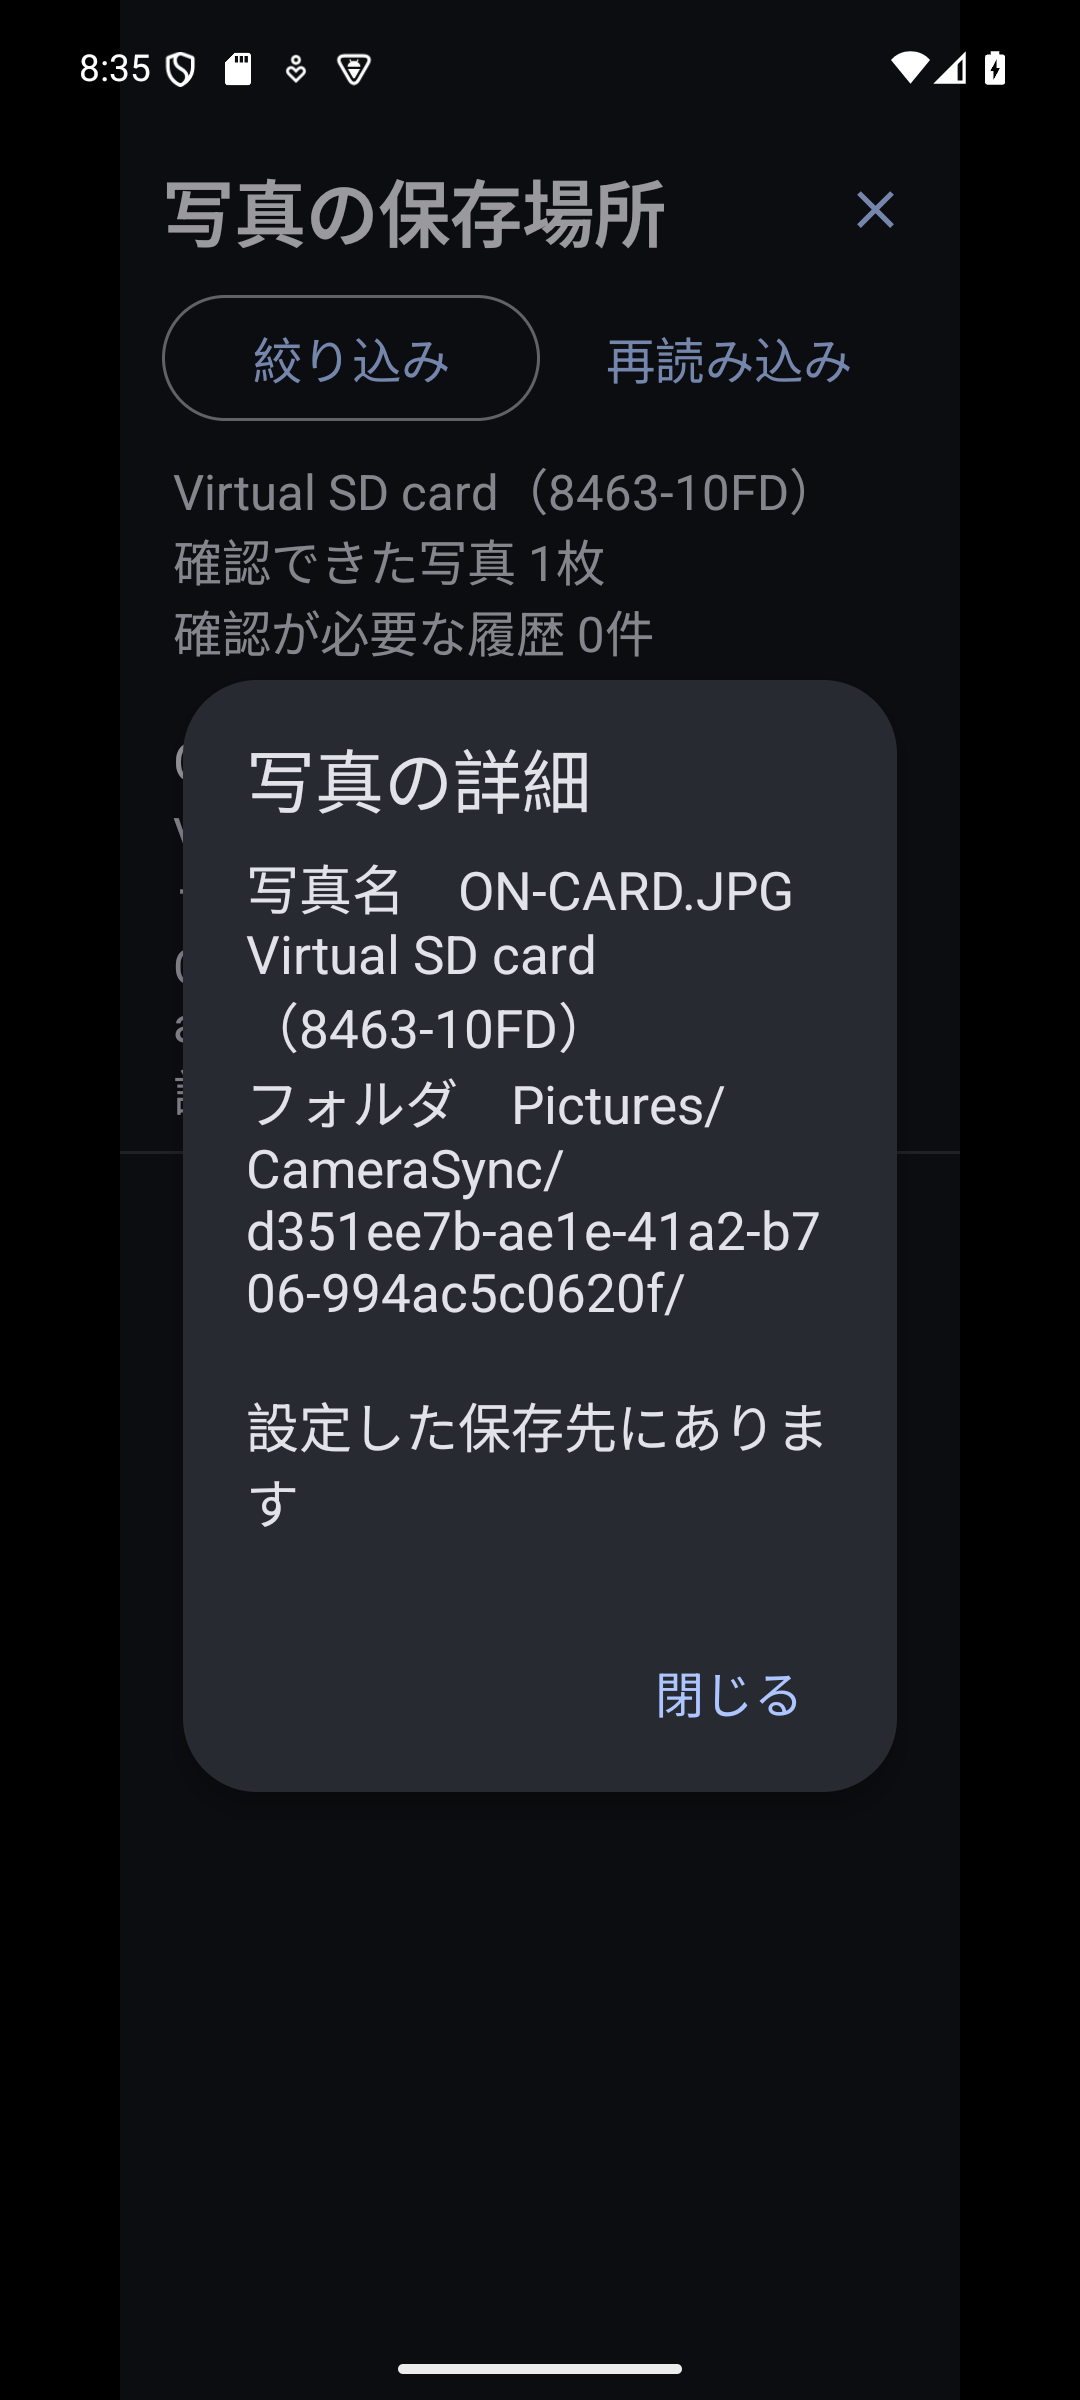 8:35
写真の保存場所
絞り込み 再読み込み
Virtual SD card（8463-10FD）
確認できた写真 1枚
確認が必要な履歴 0件
写真の詳細
写真名　ON-CARD.JPG
Virtual SD card
（8463-10FD）
フォルダ　Pictures/
CameraSync/
d351ee7b-ae1e-41a2-b7
06-994ac5c0620f/
設定した保存先にありま
す
閉じる